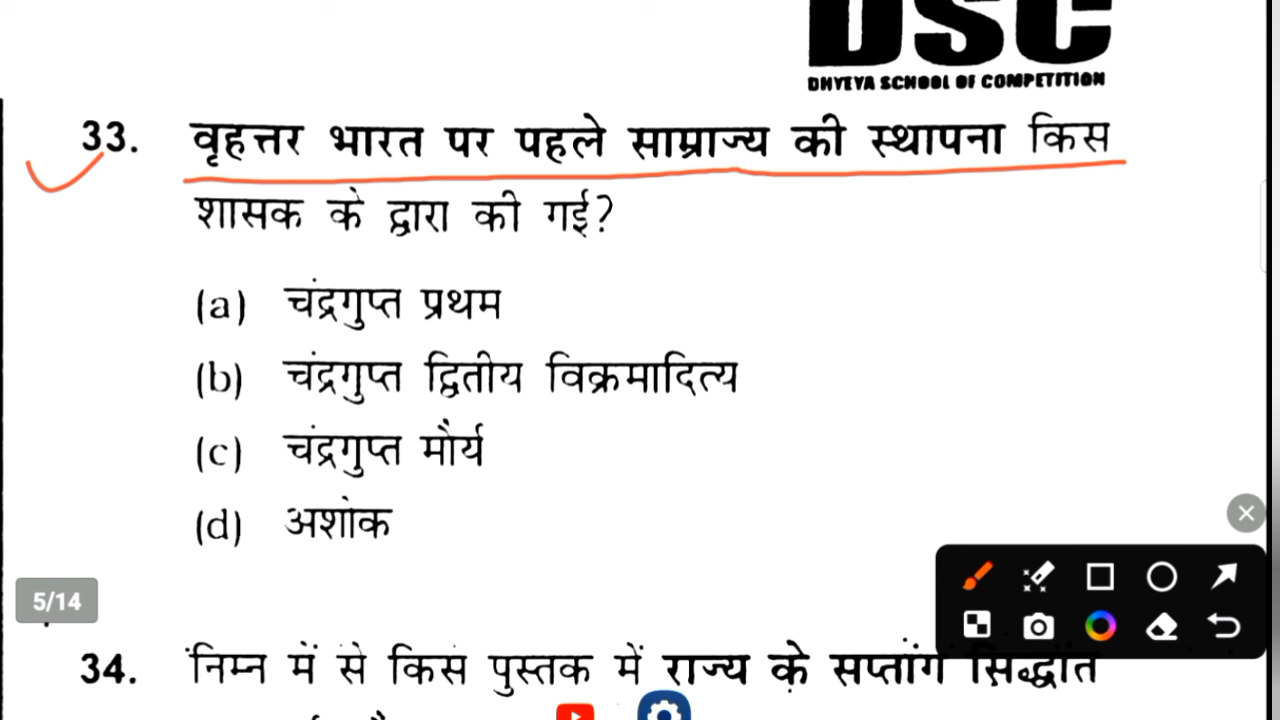 DSC
DHYEYA SCHOOL OF COMPETITION
33. वृहत्तर भारत पर पहले साम्राज्य की स्थापना किस
शासक के द्वारा की गई?
(a) चंद्रगुप्त प्रथम
(b) चंद्रगुप्त द्वितीय विक्रमादित्य
(c) चंद्रगुप्त मौर्य
(d) अशोक
5/14
34. निम्न में से किस पुस्तक में राज्य के सप्तांग सिद्धांत